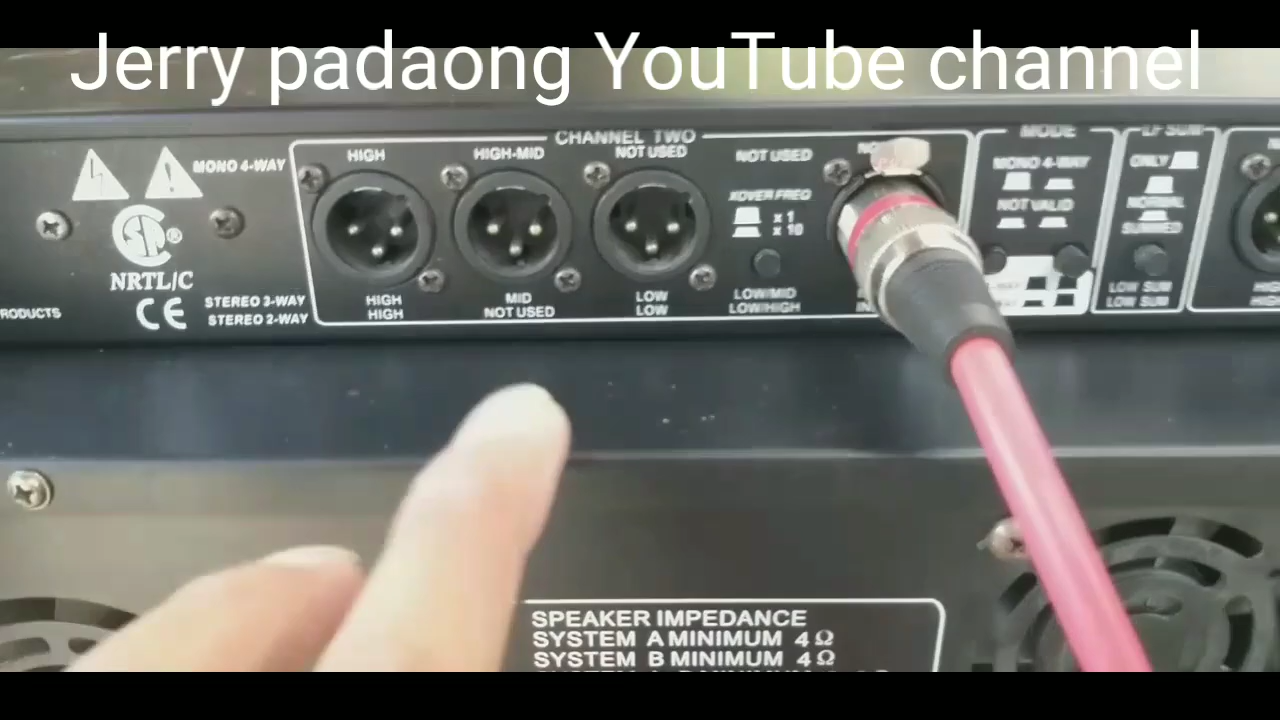 Jerry padaong YouTube channel
CHANNEL TWO
MODE
LF SUM
HIGH
HIGH-MID
NOT USED
NOT USED
MONO 4-WAY
MONO 4-WAY
ONLY
XOVER FREQ
x 1
x 10
NOT VALID
NORMAL
SUMMED
NRTL/C
CE
PRODUCTS
STEREO 3-WAY
HIGH
MID
LOW
LOW/MID
LOW SUM
STEREO 2-WAY
HIGH
NOT USED
LOW
LOW/HIGH
LOW SUM
SPEAKER IMPEDANCE
SYSTEM A MINIMUM 4 Ω
SYSTEM B MINIMUM 4 Ω